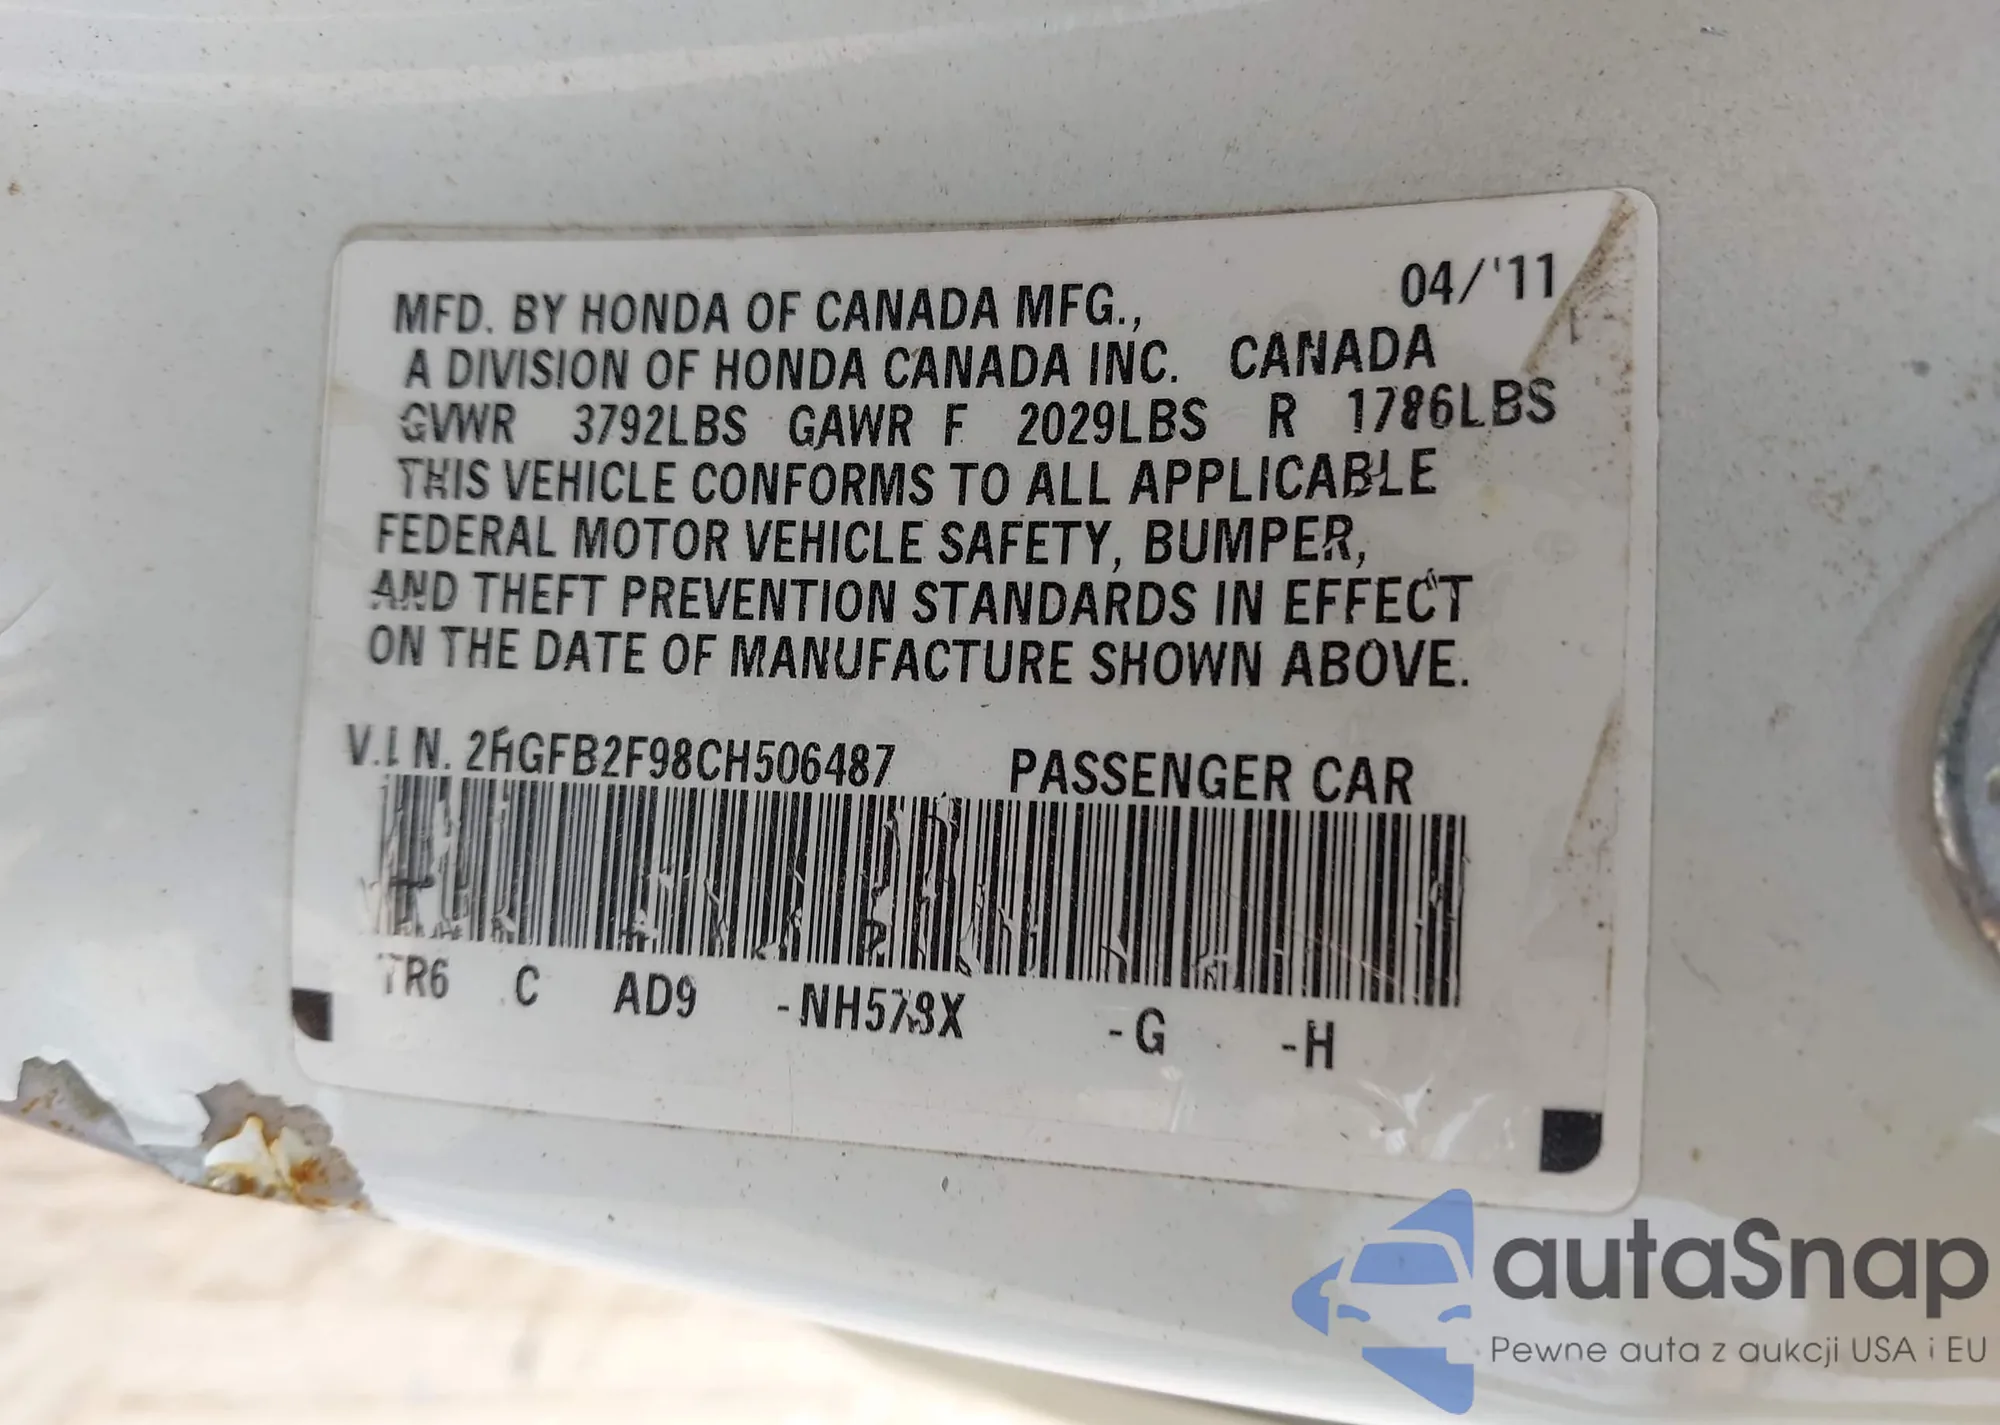 04/'11
MFD. BY HONDA OF CANADA MFG.,
A DIVISION OF HONDA CANADA INC. CANADA
GVWR 3792LBS GAWR F 2029LBS R 1786LBS
THIS VEHICLE CONFORMS TO ALL APPLICABLE
FEDERAL MOTOR VEHICLE SAFETY, BUMPER,
AND THEFT PREVENTION STANDARDS IN EFFECT
ON THE DATE OF MANUFACTURE SHOWN ABOVE.
V.I.N. 2HGFB2F98CH506487 PASSENGER CAR
TR6 C AD9 -NH578X -G -H
autaSnap
Pewne auta z aukcji USA i EU